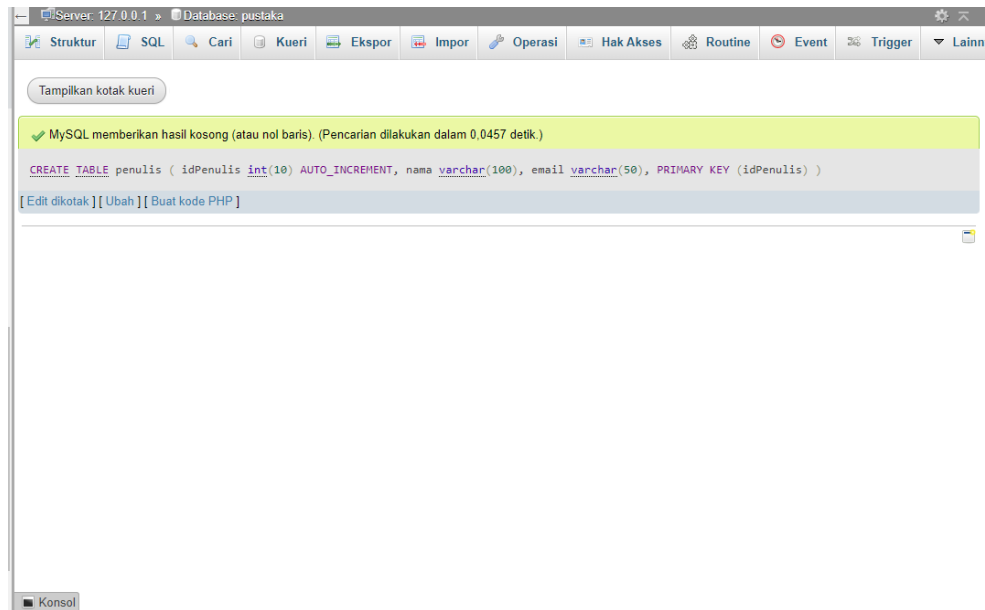 Server: 127.0.0.1 » Database: pustaka
Struktur SQL Cari Kueri Ekspor Impor Operasi Hak Akses Routine Event Trigger Lainn
Tampilkan kotak kueri
MySQL memberikan hasil kosong (atau nol baris). (Pencarian dilakukan dalam 0,0457 detik.)
CREATE TABLE penulis ( idPenulis int(10) AUTO_INCREMENT, nama varchar(100), email varchar(50), PRIMARY KEY (idPenulis) )
[ Edit dikotak ] [ Ubah ] [ Buat kode PHP ]
Konsol